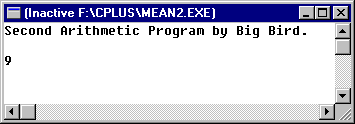 (Inactive F:\CPLUS\MEAN2.EXE)
Second Arithmetic Program by Big Bird.
9